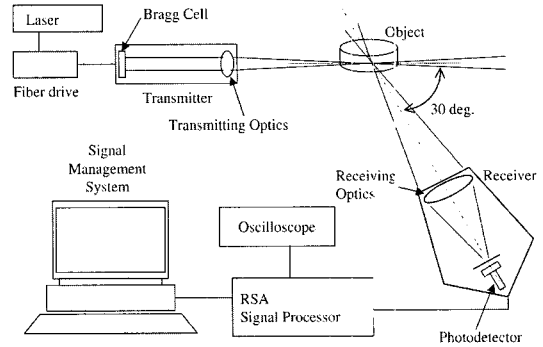 Laser
Bragg Cell
Object
Fiber drive
Transmitter
Transmitting Optics
30 deg.
Signal
Management
System
Receiving
Optics
Receiver
Oscilloscope
RSA
Signal Processor
Photodetector